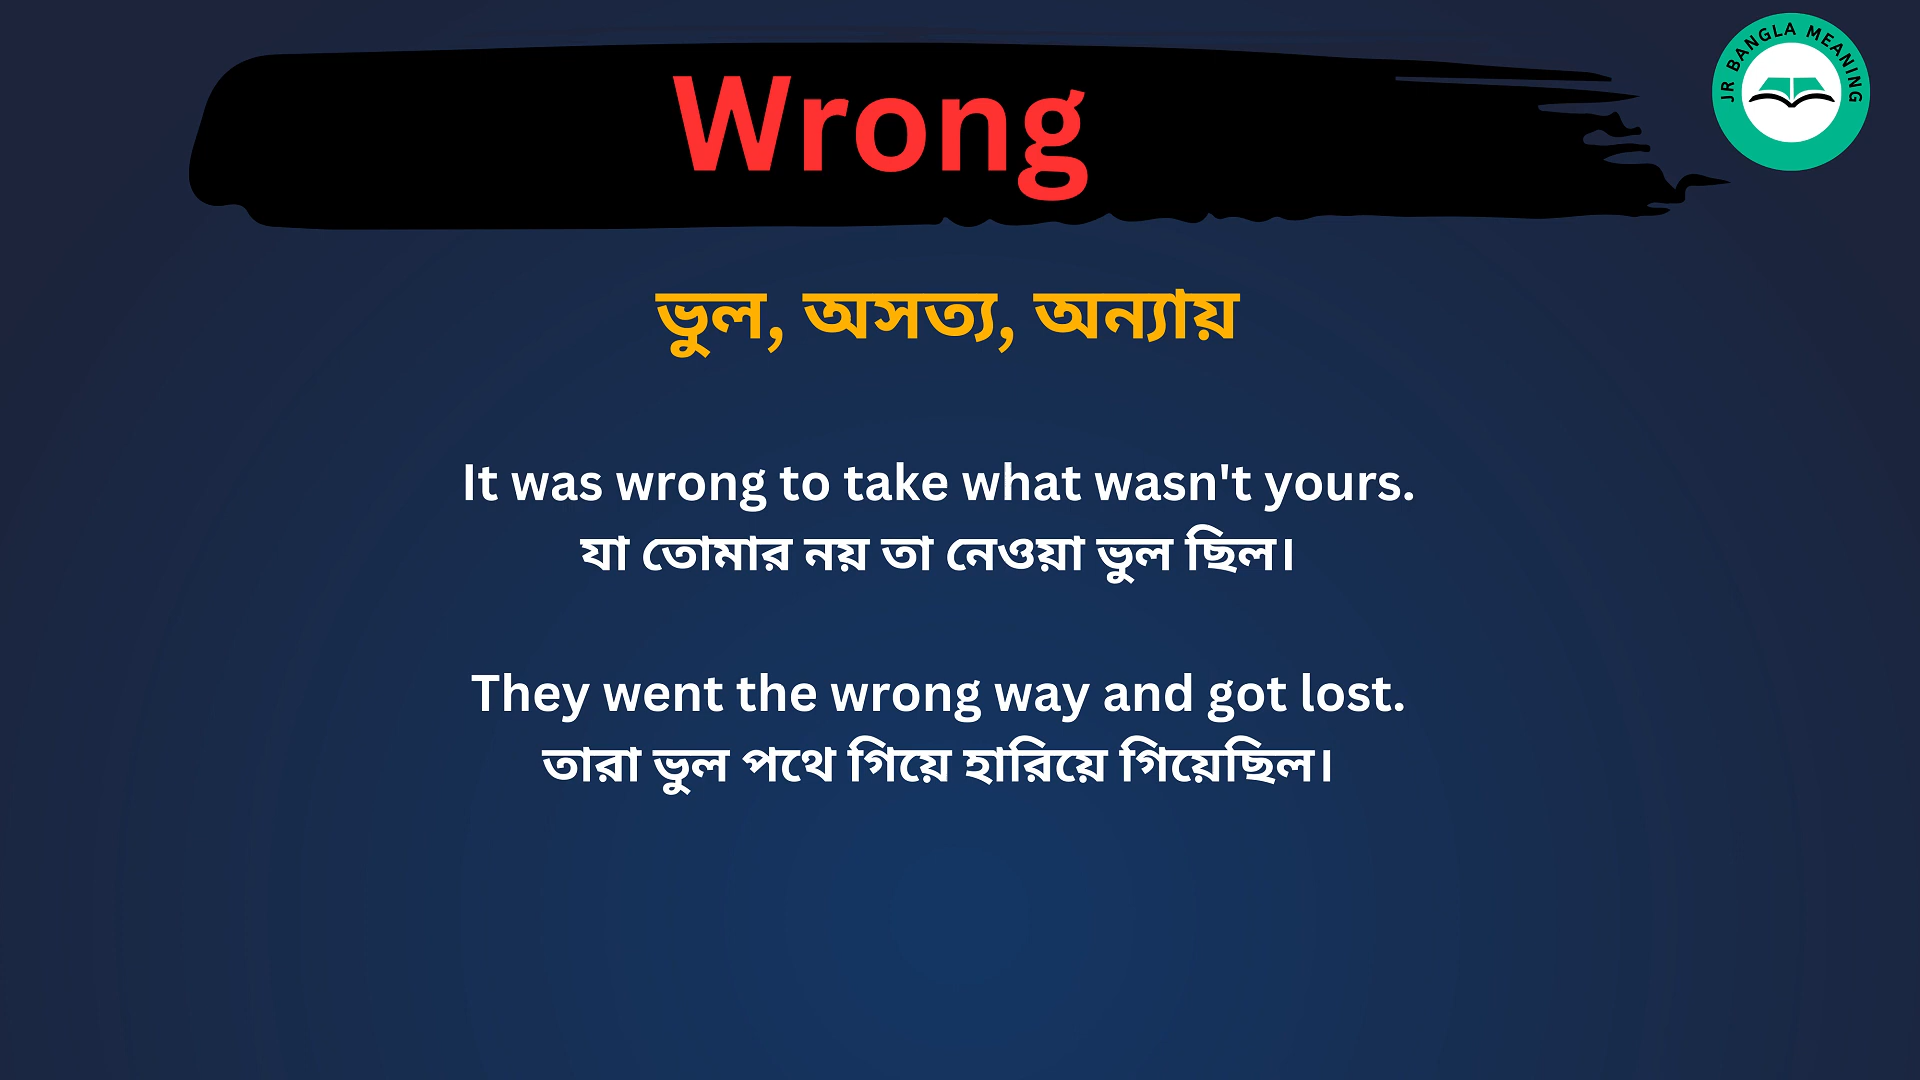 JR BANGLA MEANING
Wrong
ভুল, অসত্য, অন্যায়
It was wrong to take what wasn't yours.
যা তোমার নয় তা নেওয়া ভুল ছিল।
They went the wrong way and got lost.
তারা ভুল পথে গিয়ে হারিয়ে গিয়েছিল।